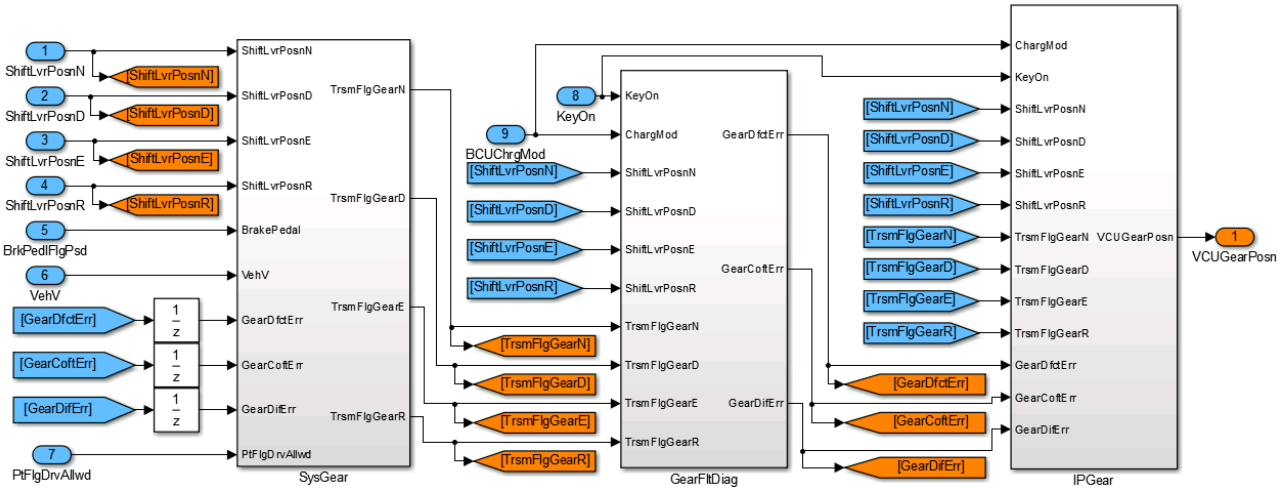 1
ShiftLvrPosnN
[ShiftLvrPosnN]
2
ShiftLvrPosnD
[ShiftLvrPosnD]
3
ShiftLvrPosnE
[ShiftLvrPosnE]
4
ShiftLvrPosnR
[ShiftLvrPosnR]
5
BrkPedlFlgPsd
6
VehV
[GearDfctErr]
1
z
[GearCoftErr]
1
z
[GearDifErr]
1
z
7
PtFlgDrvAllwd
ShiftLvrPosnN
ShiftLvrPosnD
ShiftLvrPosnE
ShiftLvrPosnR
BrakePedal
VehV
GearDfctErr
GearCoftErr
GearDifErr
PtFlgDrvAllwd
TrsmFlgGearN
TrsmFlgGearD
TrsmFlgGearE
TrsmFlgGearR
SysGear
8
KeyOn
9
BCUChrgMod
[ShiftLvrPosnN]
[ShiftLvrPosnD]
[ShiftLvrPosnE]
[ShiftLvrPosnR]
[TrsmFlgGearN]
[TrsmFlgGearD]
[TrsmFlgGearE]
[TrsmFlgGearR]
KeyOn
ChargMod
ShiftLvrPosnN
ShiftLvrPosnD
ShiftLvrPosnE
ShiftLvrPosnR
TrsmFlgGearN
TrsmFlgGearD
TrsmFlgGearE
TrsmFlgGearR
GearDfctErr
GearCoftErr
GearDifErr
GearFltDiag
[ShiftLvrPosnN]
[ShiftLvrPosnD]
[ShiftLvrPosnE]
[ShiftLvrPosnR]
[TrsmFlgGearN]
[TrsmFlgGearD]
[TrsmFlgGearE]
[TrsmFlgGearR]
[GearDfctErr]
[GearCoftErr]
[GearDifErr]
ChargMod
KeyOn
ShiftLvrPosnN
ShiftLvrPosnD
ShiftLvrPosnE
ShiftLvrPosnR
TrsmFlgGearN
TrsmFlgGearD
TrsmFlgGearE
TrsmFlgGearR
GearDfctErr
GearCoftErr
GearDifErr
VCUGearPosn
IPGear
1
VCUGearPosn